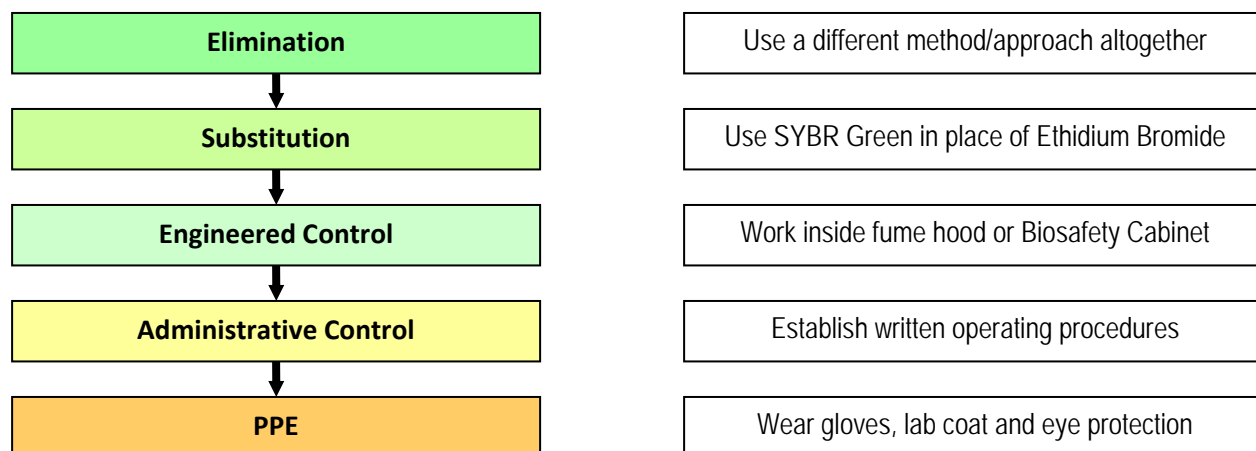 Elimination
Use a different method/approach altogether
Substitution
Use SYBR Green in place of Ethidium Bromide
Engineered Control
Work inside fume hood or Biosafety Cabinet
Administrative Control
Establish written operating procedures
PPE
Wear gloves, lab coat and eye protection